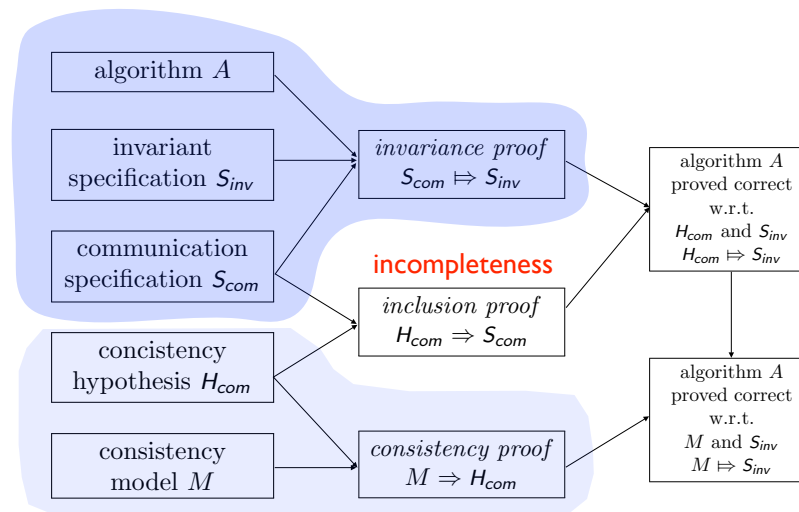 algorithm A
invariant
specification S_inv
communication
specification S_com
concistency
hypothesis H_com
consistency
model M
invariance proof
S_com ⤇ S_inv
incompleteness
inclusion proof
H_com ⇒ S_com
consistency proof
M ⇒ H_com
algorithm A
proved correct
w.r.t.
H_com and S_inv
H_com ⤇ S_inv
algorithm A
proved correct
w.r.t.
M and S_inv
M ⤇ S_inv